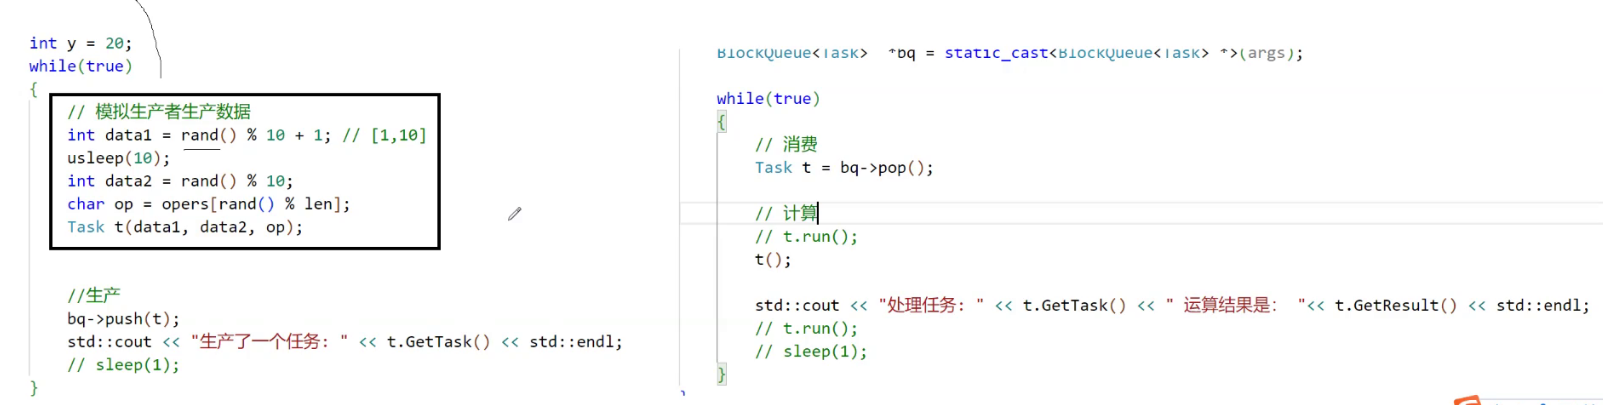 int y = 20;
while(true)
{
// 模拟生产者生产数据
int data1 = rand() % 10 + 1; // [1,10]
usleep(10);
int data2 = rand() % 10;
char op = opers[rand() % len];
Task t(data1, data2, op);
//生产
bq->push(t);
std::cout << "生产了一个任务: " << t.GetTask() << std::endl;
// sleep(1);
}
BlockQueue<Task> *bq = static_cast<BlockQueue<Task> *>(args);
while(true)
{
// 消费
Task t = bq->pop();
// 计算
// t.run();
t();
std::cout << "处理任务: " << t.GetTask() << " 运算结果是: "<< t.GetResult() << std::endl;
// t.run();
// sleep(1);
}